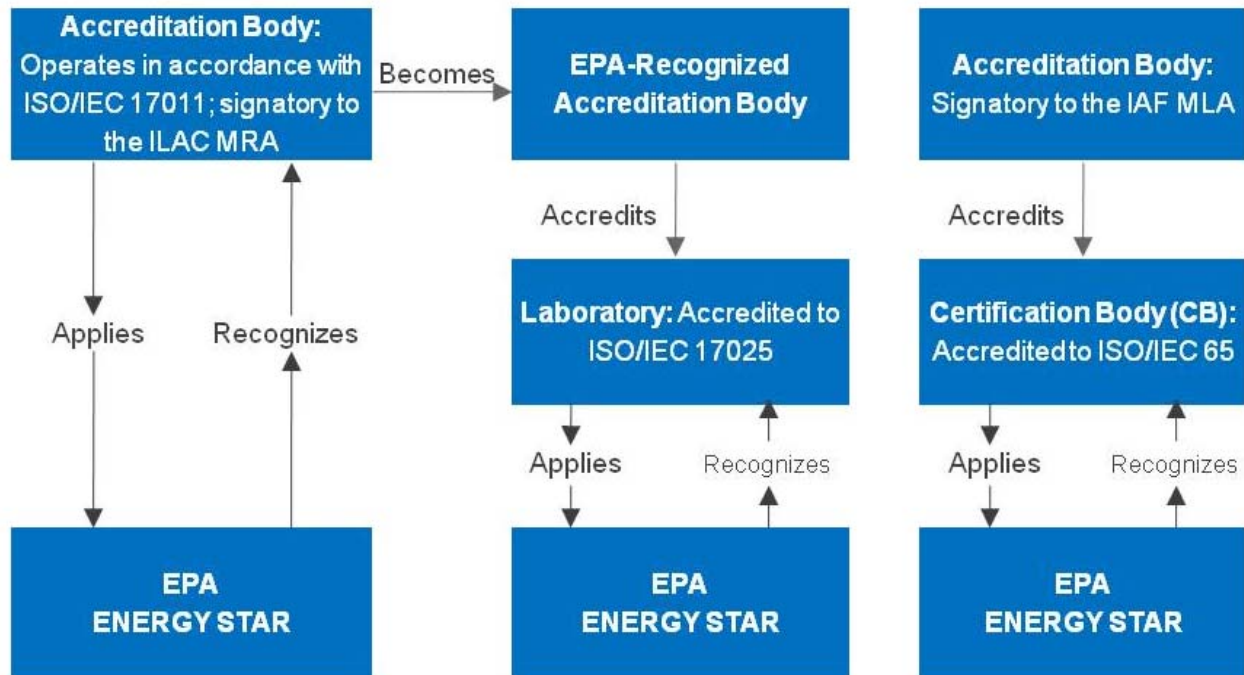 Accreditation Body:
Operates in accordance with
ISO/IEC 17011; signatory to
the ILAC MRA
Becomes
EPA-Recognized
Accreditation Body
Accreditation Body:
Signatory to the IAF MLA
Accredits
Accredits
Laboratory: Accredited to
ISO/IEC 17025
Certification Body (CB):
Accredited to ISO/IEC 65
Applies
Recognizes
Applies
Recognizes
Applies
Recognizes
EPA
ENERGY STAR
EPA
ENERGY STAR
EPA
ENERGY STAR